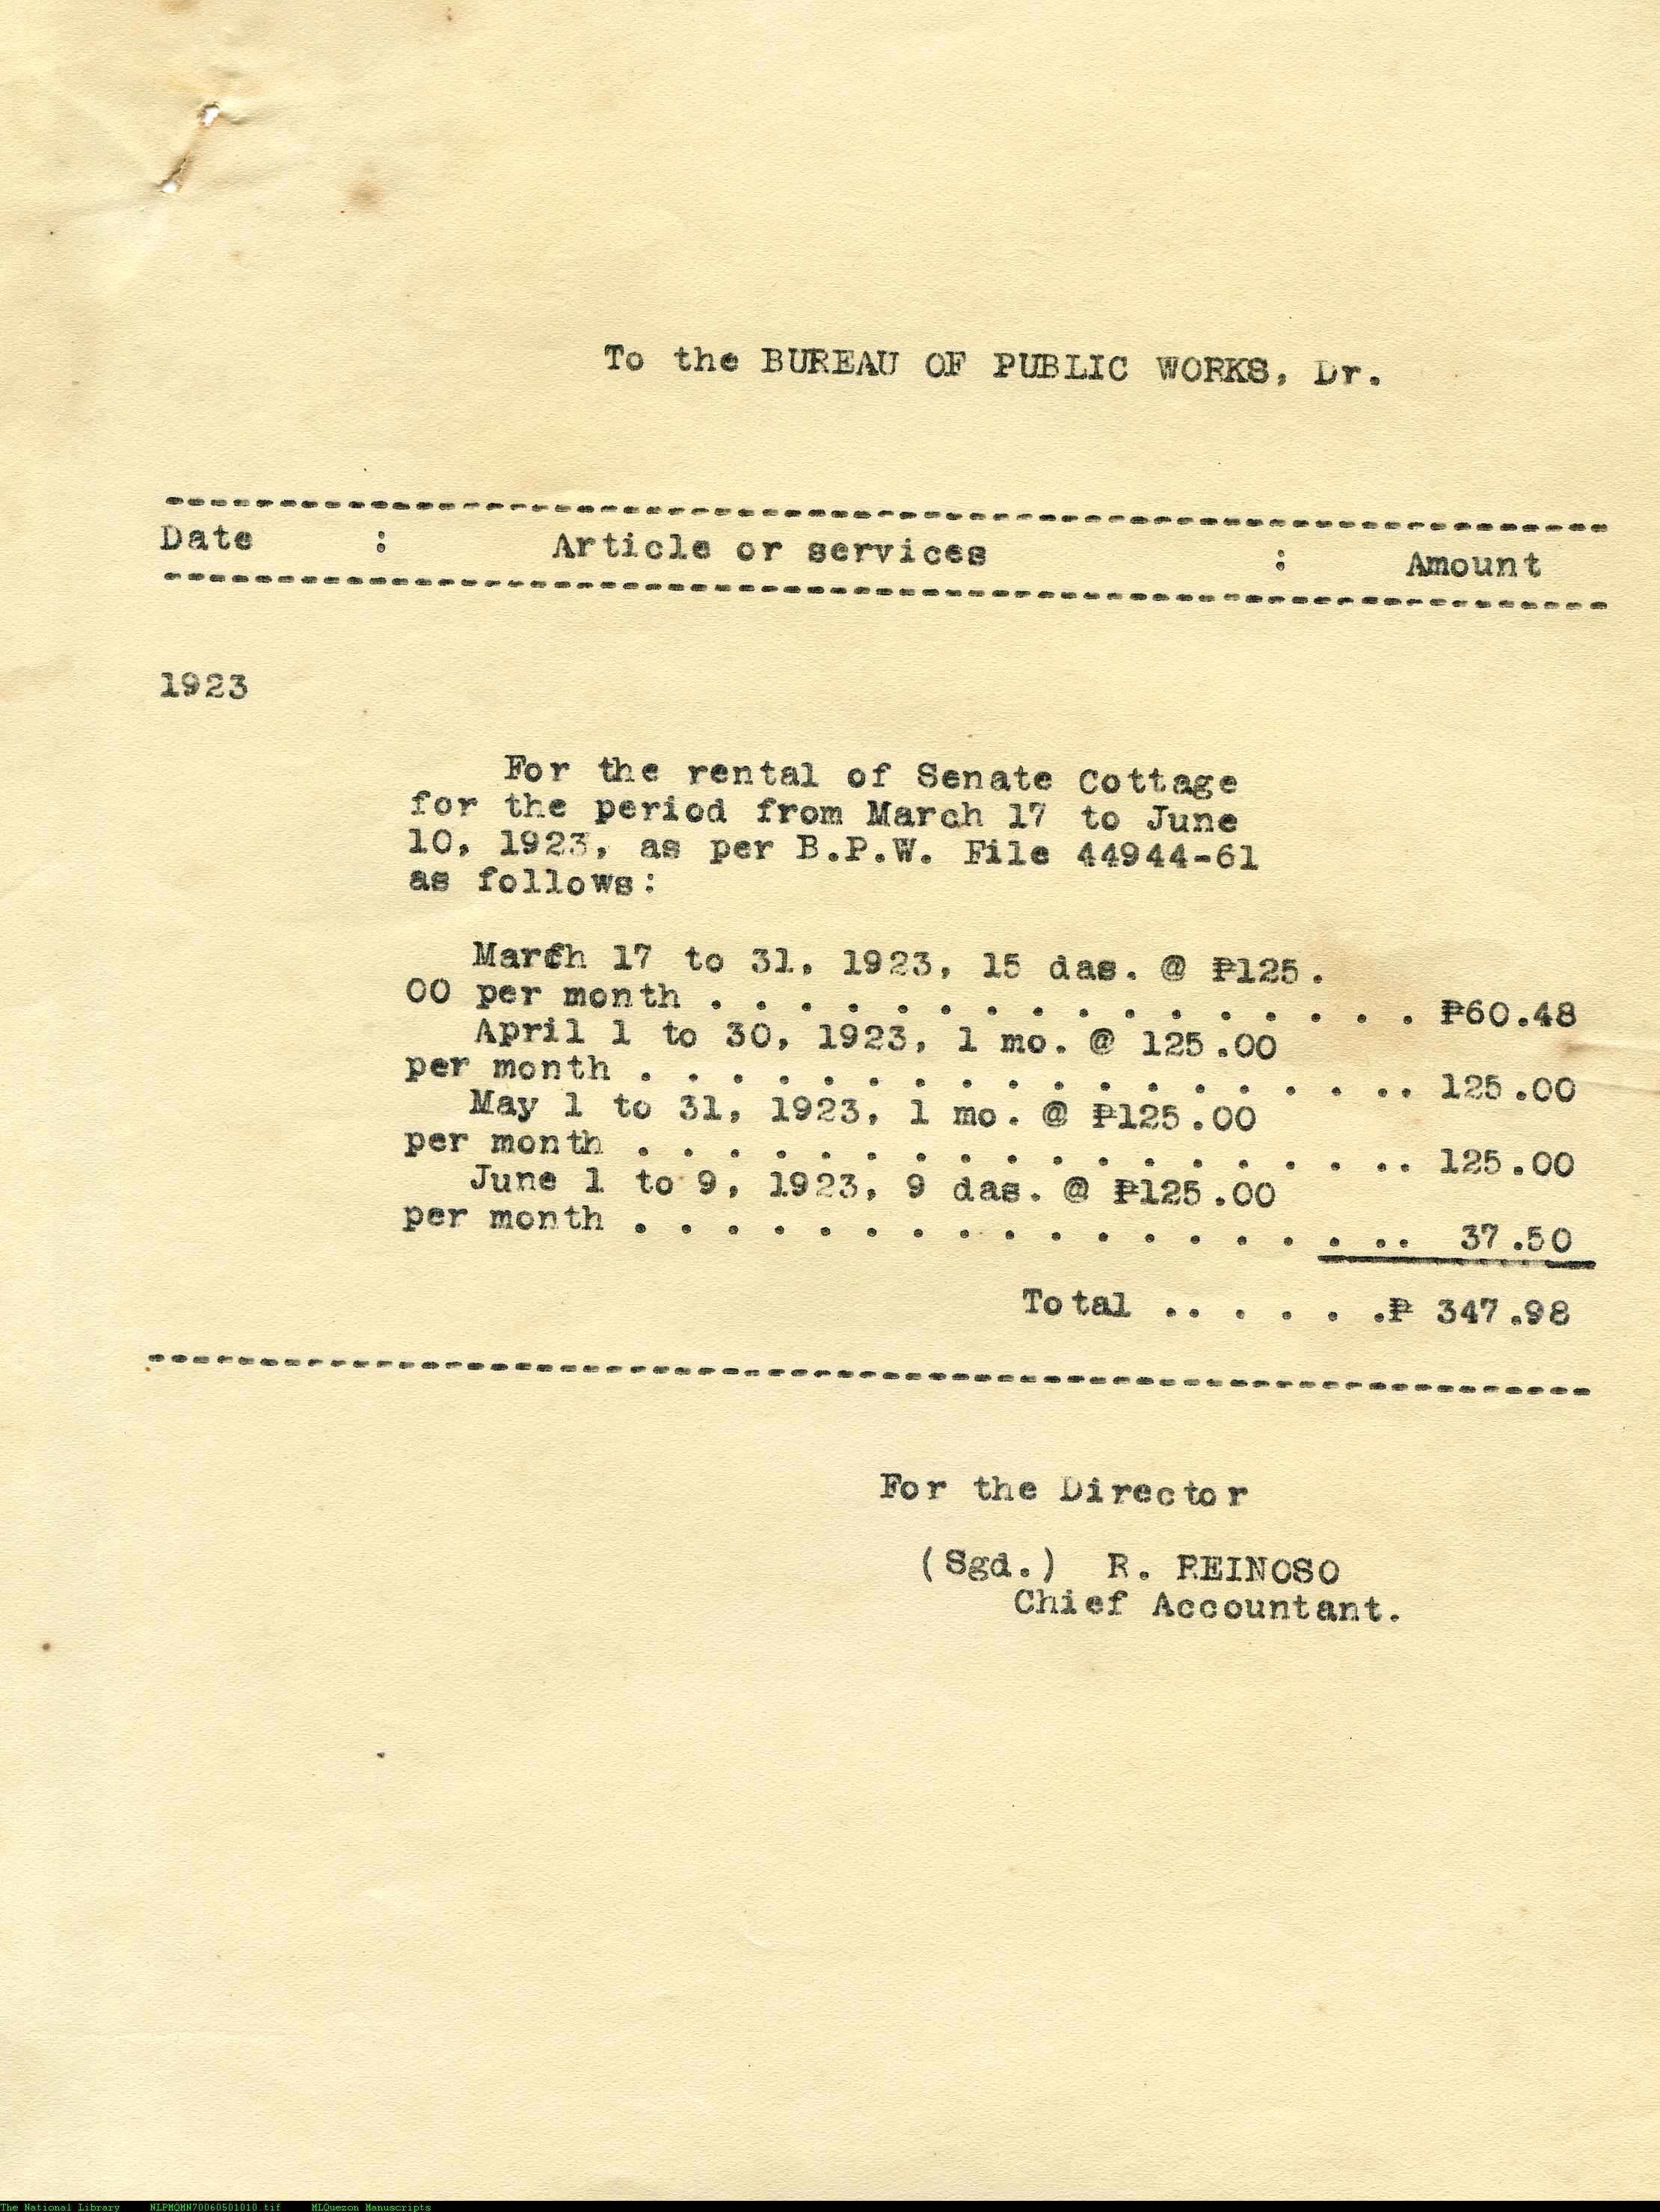 To the BUREAU OF PUBLIC WORKS, Dr.
Date : Article or services : Amount
1923
For the rental of Senate Cottage
for the period from March 17 to June
10, 1923, as per B.P.W. File 44944-61
as follows:
March 17 to 31, 1923, 15 das. @ ₱125.
00 per month . . . . . . . . . . . . . . . . ₱60.48
April 1 to 30, 1923, 1 mo. @ 125.00
per month . . . . . . . . . . . . . . . . .. 125.00
May 1 to 31, 1923, 1 mo. @ ₱125.00
per month . . . . . . . . . . . . . . . . .. 125.00
June 1 to 9, 1923, 9 das. @ ₱125.00
per month . . . . . . . . . . . . . . . . .. 37.50
Total .. . . . .₱ 347.98
For the Director
(Sgd.) R. REINOSO
Chief Accountant.
The National Library NLPMQMN70060501010.tif MLQuezon Manuscripts